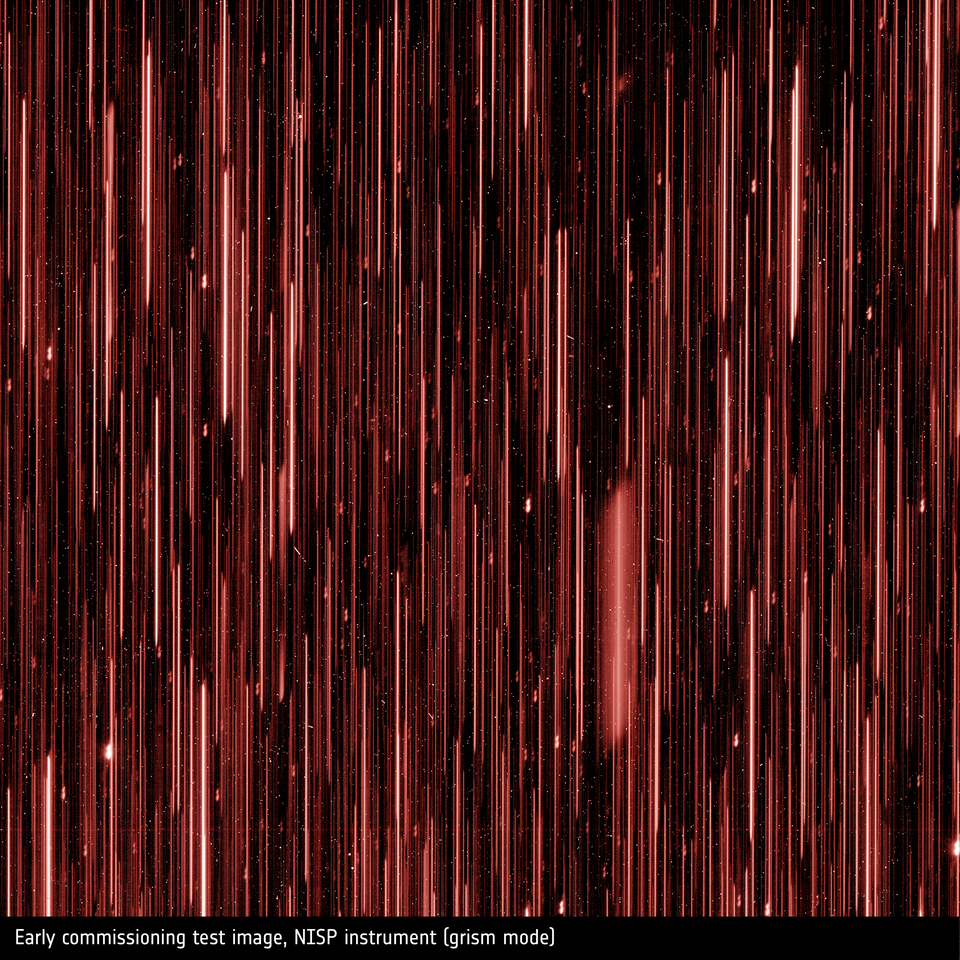 Early commissioning test image, NISP instrument (grism mode)